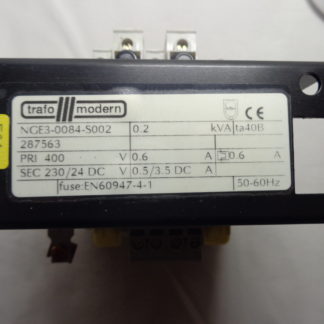 trafo modern
CE
NGE3-0084-S002 0.2 kVA ta40B
287563
PRI 400 V 0.6 A 0.6 A
SEC 230/24 DC V 0.5/3.5 DC A
fuse:EN60947-4-1 50-60Hz